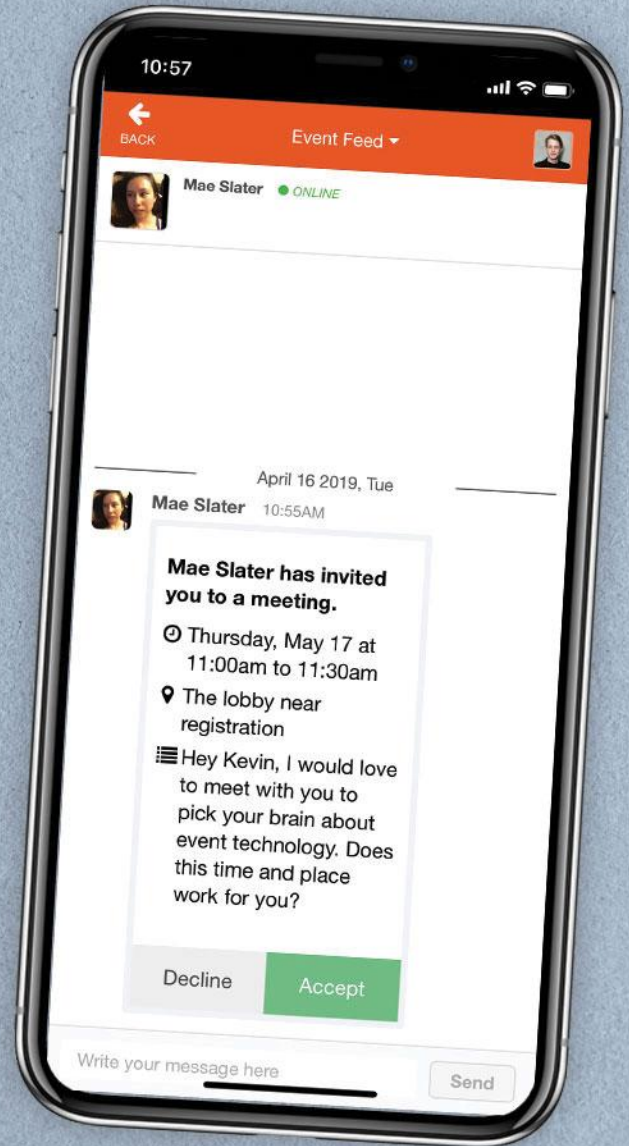 10:57
BACK
Event Feed
Mae Slater ONLINE
April 16 2019, Tue
Mae Slater 10:55AM
Mae Slater has invited
you to a meeting.
Thursday, May 17 at
11:00am to 11:30am
The lobby near
registration
Hey Kevin, I would love
to meet with you to
pick your brain about
event technology. Does
this time and place
work for you?
Decline Accept
Write your message here Send